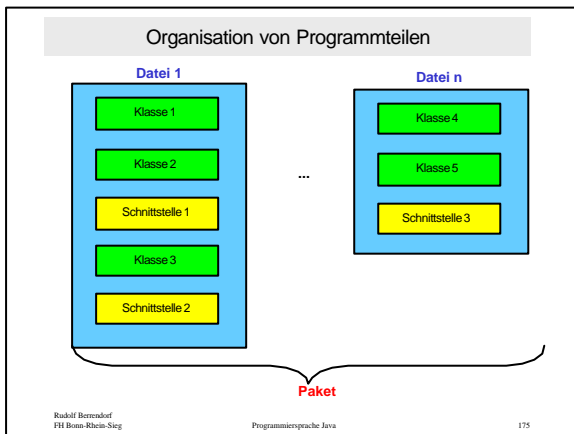 Organisation von Programmteilen
Datei 1
Klasse 1
Klasse 2
Schnittstelle 1
Klasse 3
Schnittstelle 2
...
Datei n
Klasse 4
Klasse 5
Schnittstelle 3
Paket
Rudolf Berrendorf
FH Bonn-Rhein-Sieg
Programmiersprache Java
175